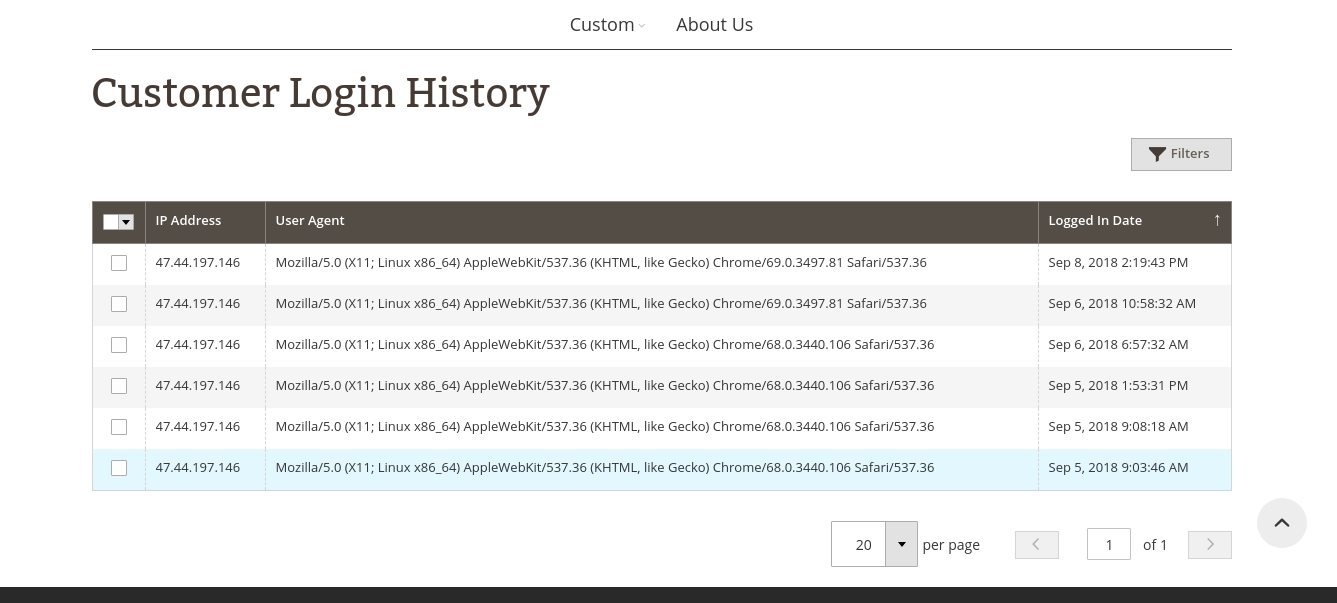 Custom About Us
Customer Login History
Filters
IP Address User Agent Logged In Date ↑
47.44.197.146 Mozilla/5.0 (X11; Linux x86_64) AppleWebKit/537.36 (KHTML, like Gecko) Chrome/69.0.3497.81 Safari/537.36 Sep 8, 2018 2:19:43 PM
47.44.197.146 Mozilla/5.0 (X11; Linux x86_64) AppleWebKit/537.36 (KHTML, like Gecko) Chrome/69.0.3497.81 Safari/537.36 Sep 6, 2018 10:58:32 AM
47.44.197.146 Mozilla/5.0 (X11; Linux x86_64) AppleWebKit/537.36 (KHTML, like Gecko) Chrome/68.0.3440.106 Safari/537.36 Sep 6, 2018 6:57:32 AM
47.44.197.146 Mozilla/5.0 (X11; Linux x86_64) AppleWebKit/537.36 (KHTML, like Gecko) Chrome/68.0.3440.106 Safari/537.36 Sep 5, 2018 1:53:31 PM
47.44.197.146 Mozilla/5.0 (X11; Linux x86_64) AppleWebKit/537.36 (KHTML, like Gecko) Chrome/68.0.3440.106 Safari/537.36 Sep 5, 2018 9:08:18 AM
47.44.197.146 Mozilla/5.0 (X11; Linux x86_64) AppleWebKit/537.36 (KHTML, like Gecko) Chrome/68.0.3440.106 Safari/537.36 Sep 5, 2018 9:03:46 AM
20 per page 1 of 1